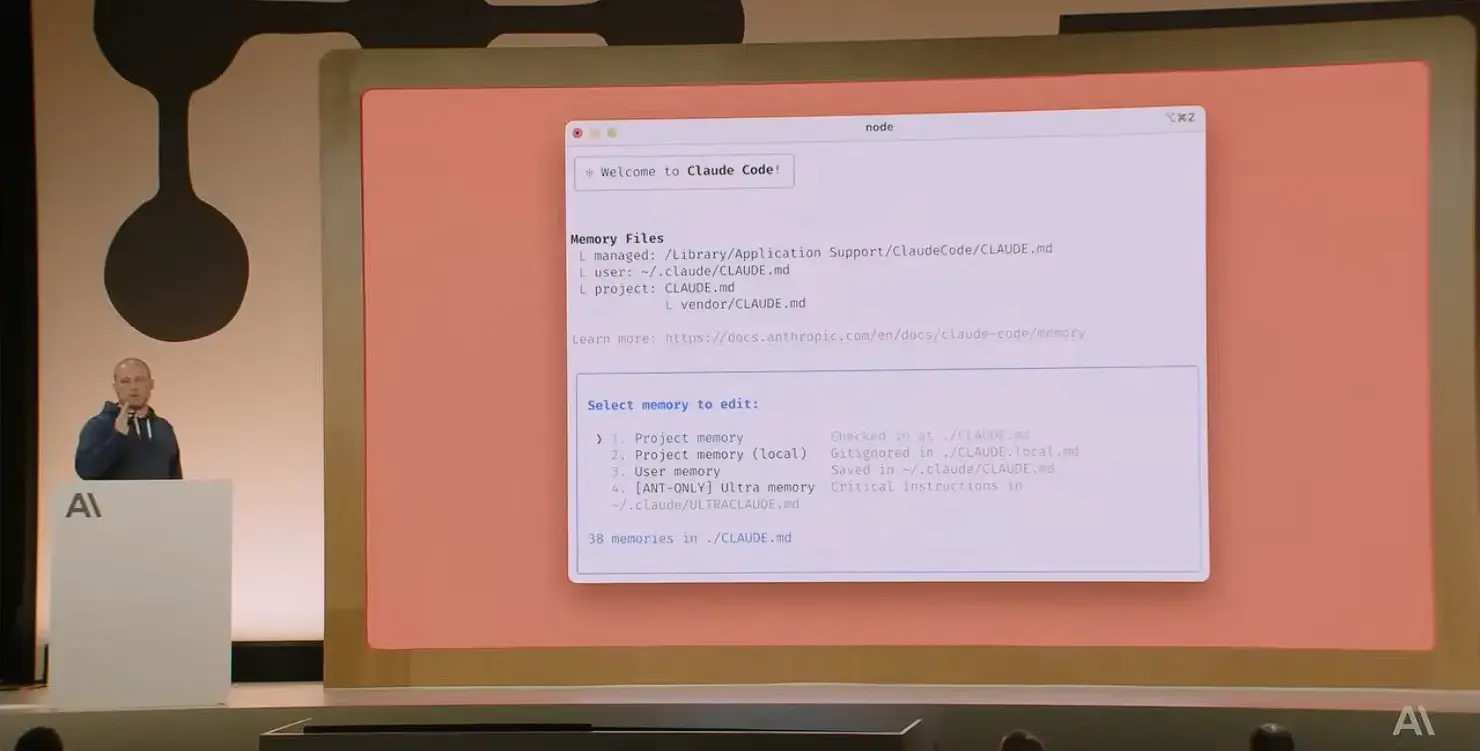 node
⌥⌘Z
✻ Welcome to Claude Code!
Memory Files
└ managed: /Library/Application Support/ClaudeCode/CLAUDE.md
└ user: ~/.claude/CLAUDE.md
└ project: CLAUDE.md
└ vendor/CLAUDE.md
Learn more: https://docs.anthropic.com/en/docs/claude-code/memory
Select memory to edit:
❯ 1. Project memory Checked in at ./CLAUDE.md
2. Project memory (local) Gitignored in ./CLAUDE.local.md
3. User memory Saved in ~/.claude/CLAUDE.md
4. [ANT-ONLY] Ultra memory Critical instructions in
~/.claude/ULTRACLAUDE.md
38 memories in ./CLAUDE.md
A\
A\